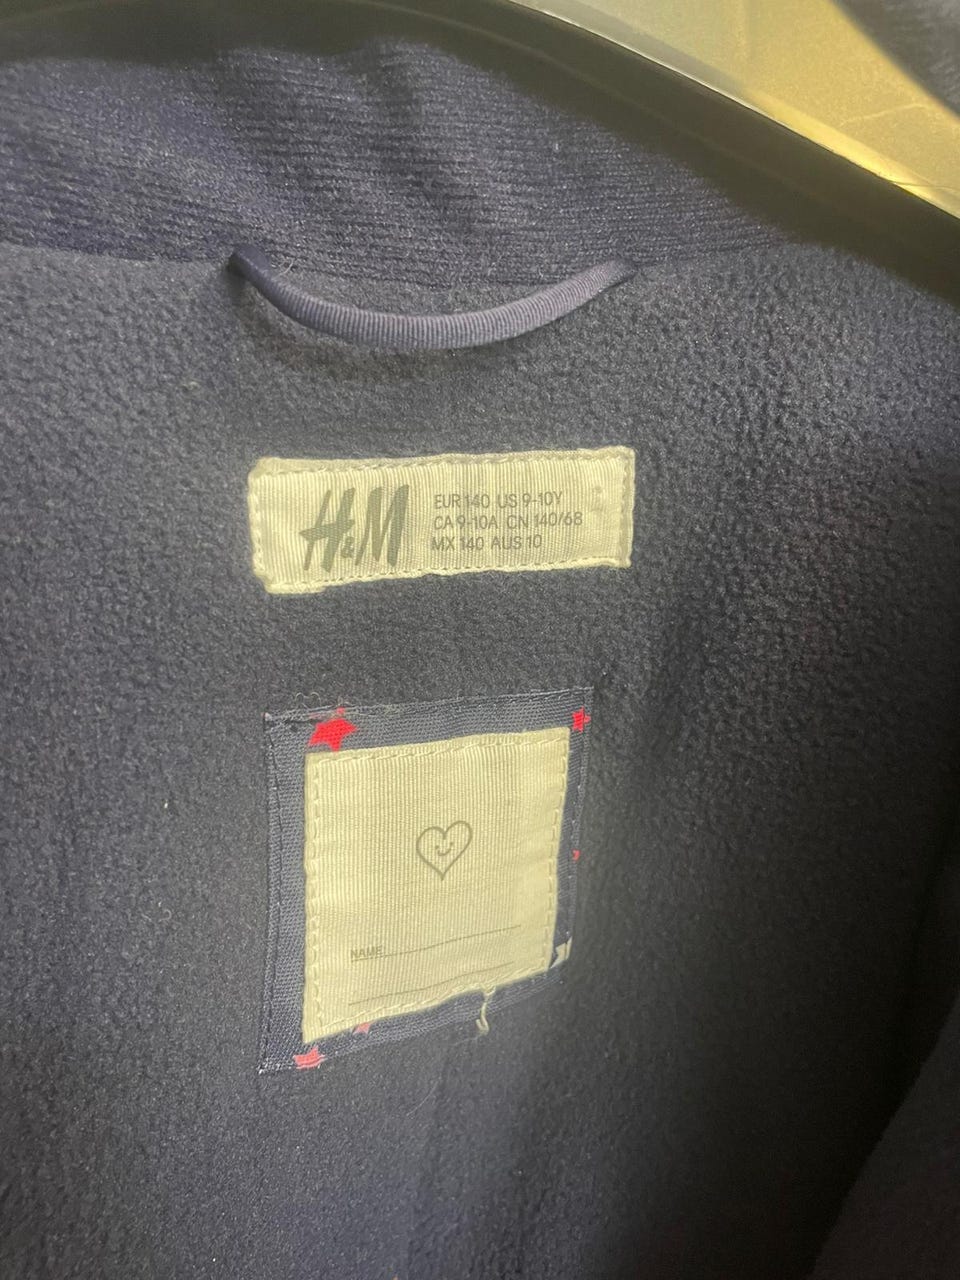 H&M
EUR 140 US 9-10Y
CA 9-10A CN 140/68
MX 140 AUS 10
NAME